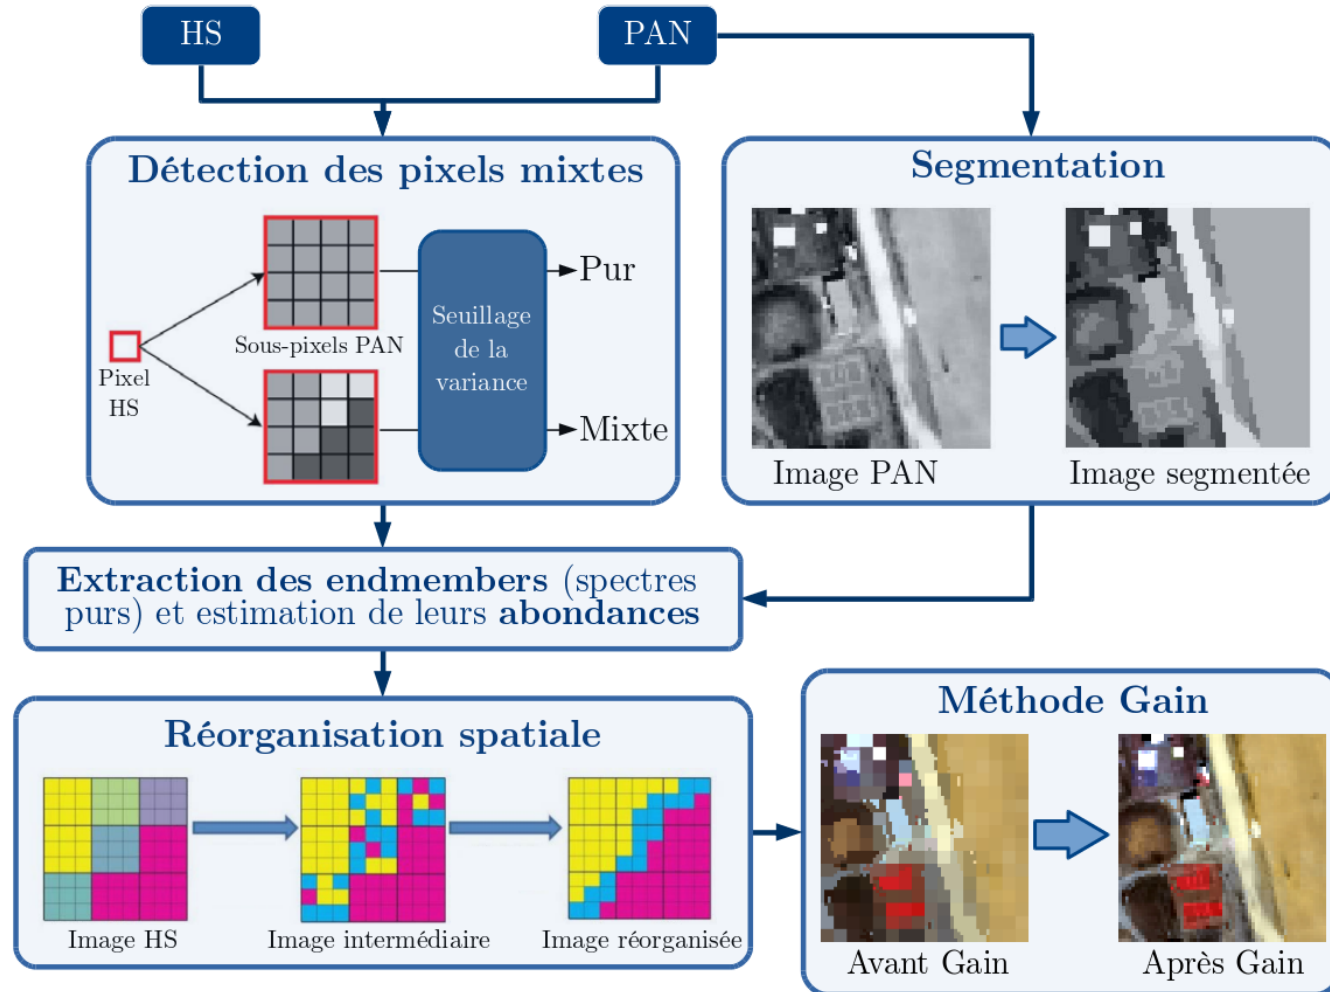 HS
PAN
Détection des pixels mixtes
Sous-pixels PAN
Pixel
HS
Seuillage
de la
variance
Pur
Mixte
Segmentation
Image PAN
Image segmentée
Extraction des endmembers (spectres
purs) et estimation de leurs abondances
Réorganisation spatiale
Image HS
Image intermédiaire
Image réorganisée
Méthode Gain
Avant Gain
Après Gain